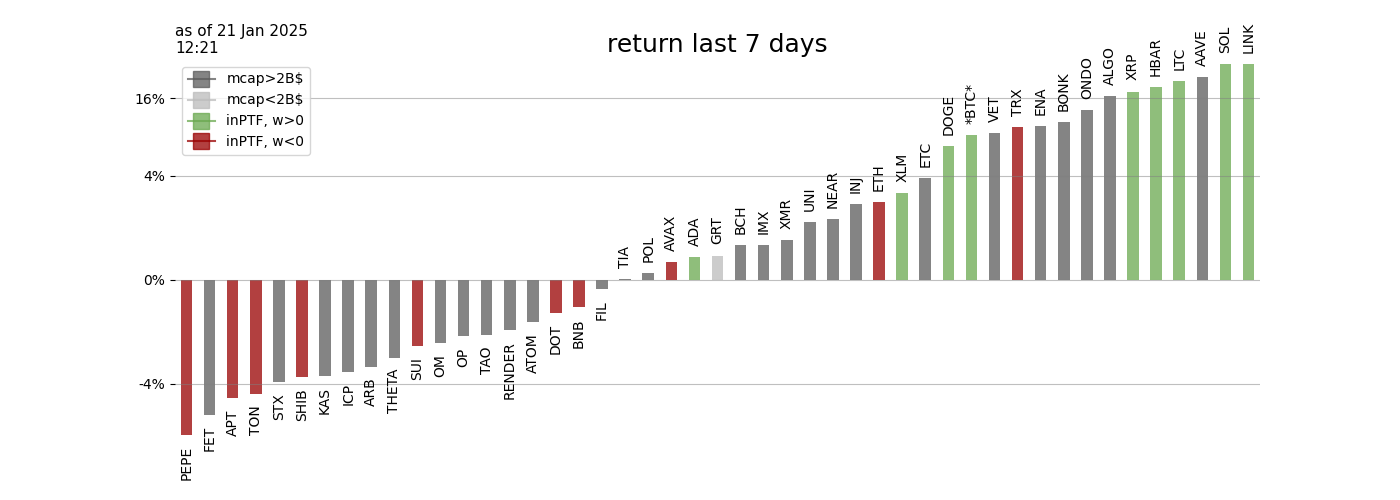 as of 21 Jan 2025
12:21
return last 7 days
mcap>2B$
mcap<2B$
inPTF, w>0
inPTF, w<0
16%
4%
0%
-4%
PEPE
FET
APT
TON
STX
SHIB
KAS
ICP
ARB
THETA
SUI
OM
OP
TAO
RENDER
ATOM
DOT
BNB
FIL
TIA
POL
AVAX
ADA
GRT
BCH
IMX
XMR
UNI
NEAR
INJ
ETH
XLM
ETC
DOGE
*BTC*
VET
TRX
ENA
BONK
ONDO
ALGO
XRP
HBAR
LTC
AAVE
SOL
LINK